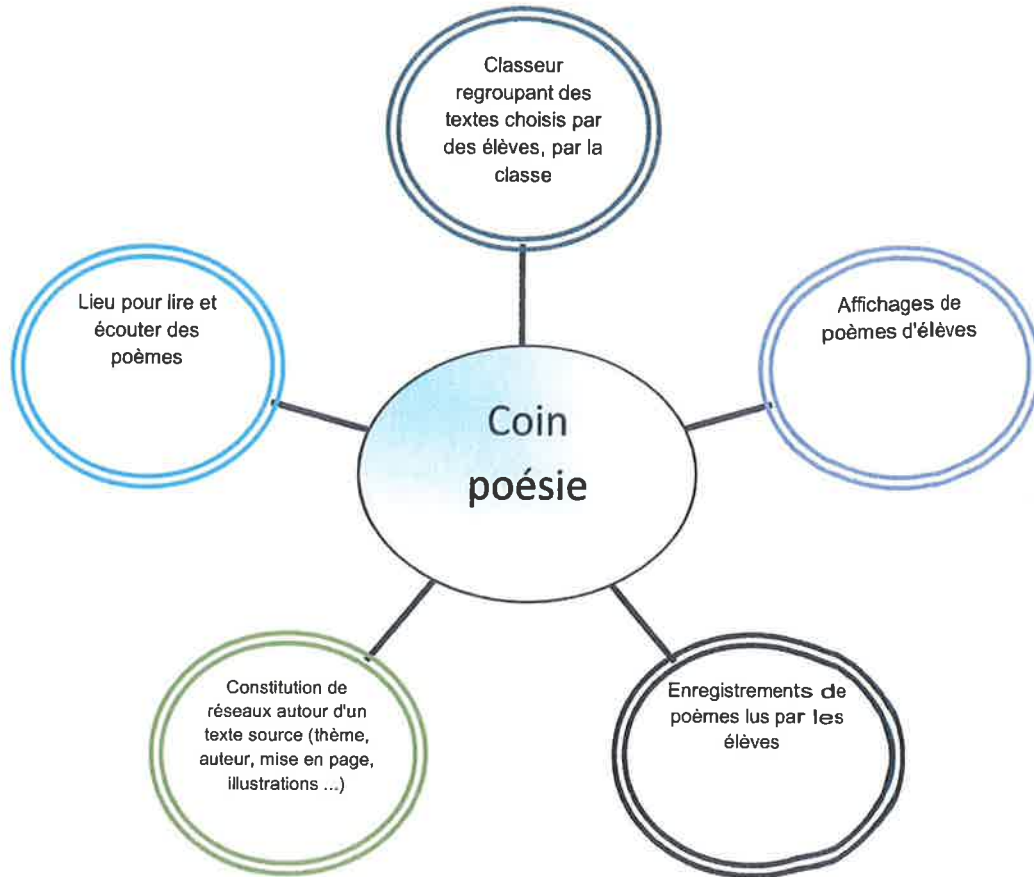 Classeur
regroupant des
textes choisis par
des élèves, par la
classe
Lieu pour lire et
écouter des
poèmes
Affichages de
poèmes d'élèves
Coin
poésie
Constitution de
réseaux autour d'un
texte source (thème,
auteur, mise en page,
illustrations ...)
Enregistrements de
poèmes lus par les
élèves